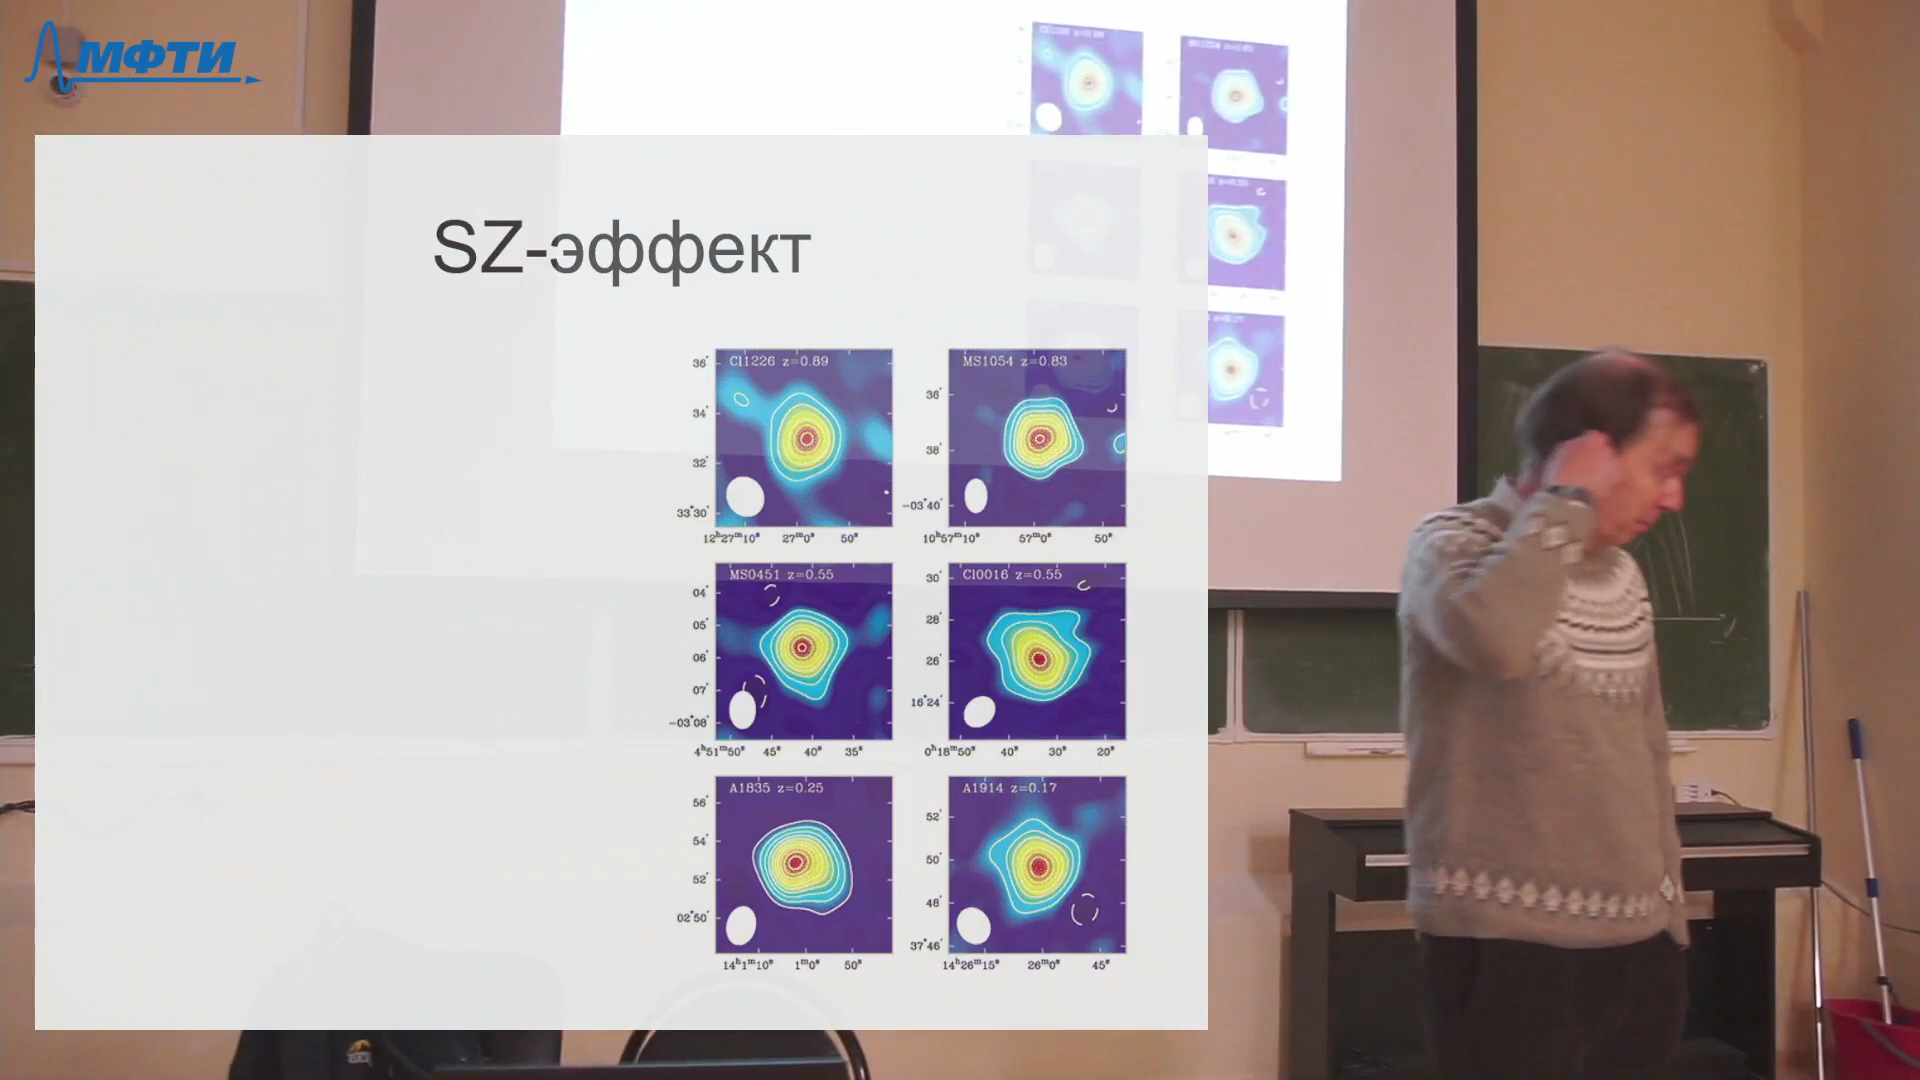 МФТИ
SZ-эффект
Cl1226 z=0.89
36'
34'
32'
33°30'
12ʰ27ᵐ10ˢ 27ᵐ0ˢ 50ˢ
MS1054 z=0.83
36'
38'
−03°40'
10ʰ57ᵐ10ˢ 57ᵐ0ˢ 50ˢ
MS0451 z=0.55
04'
05'
06'
07'
−03°08'
4ʰ51ᵐ50ˢ 45ˢ 40ˢ 35ˢ
Cl0016 z=0.55
30'
28'
26'
16°24'
0ʰ18ᵐ50ˢ 40ˢ 30ˢ 20ˢ
A1835 z=0.25
56'
54'
52'
02°50'
14ʰ1ᵐ10ˢ 1ᵐ0ˢ 50ˢ
A1914 z=0.17
52'
50'
48'
37°46'
14ʰ26ᵐ15ˢ 26ᵐ0ˢ 45ˢ